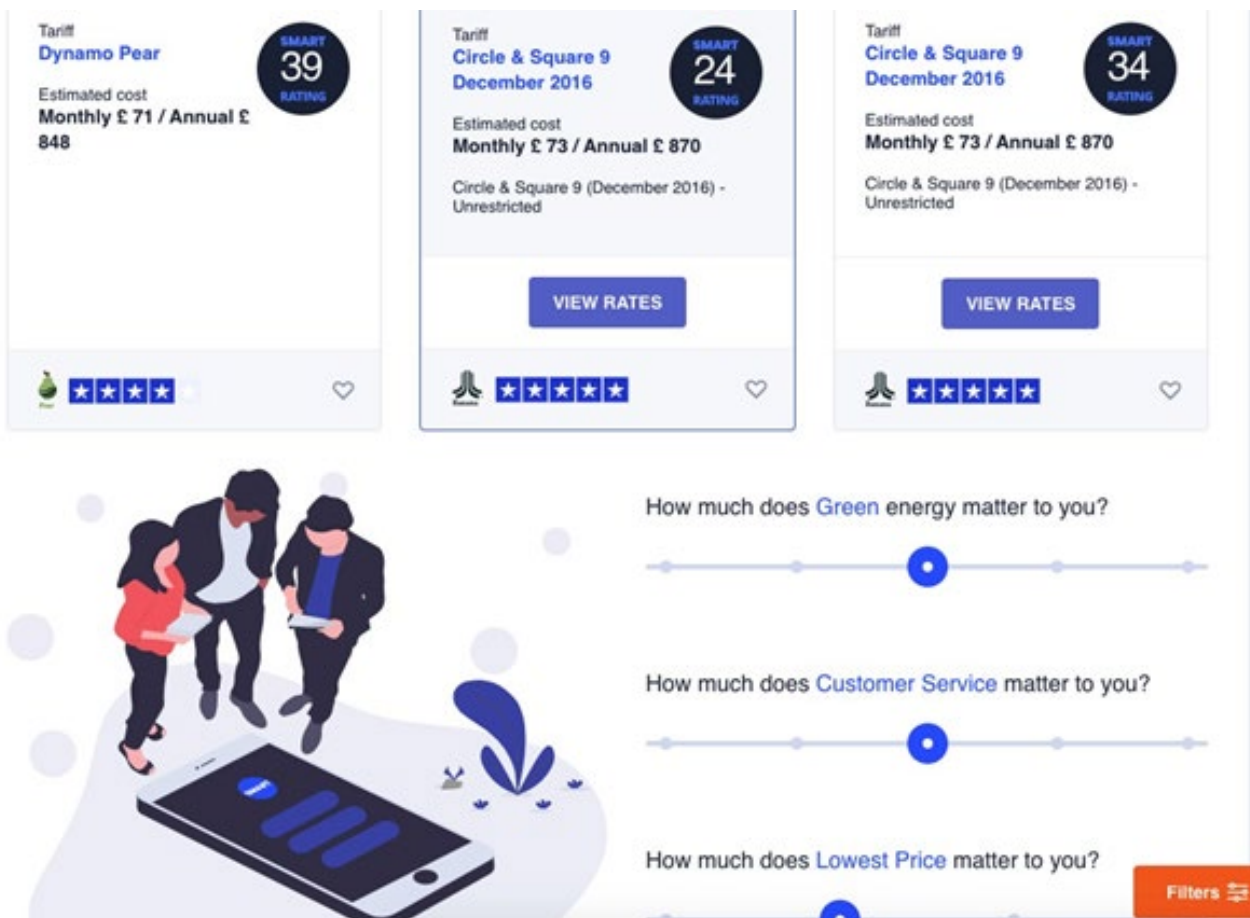 Tariff
Dynamo Pear
SMART
39
RATING
Estimated cost
Monthly £ 71 / Annual £
848
Tariff
Circle & Square 9
December 2016
SMART
24
RATING
Estimated cost
Monthly £ 73 / Annual £ 870
Circle & Square 9 (December 2016) -
Unrestricted
VIEW RATES
Tariff
Circle & Square 9
December 2016
SMART
34
RATING
Estimated cost
Monthly £ 73 / Annual £ 870
Circle & Square 9 (December 2016) -
Unrestricted
VIEW RATES
How much does Green energy matter to you?
How much does Customer Service matter to you?
SMART
How much does Lowest Price matter to you?
Filters